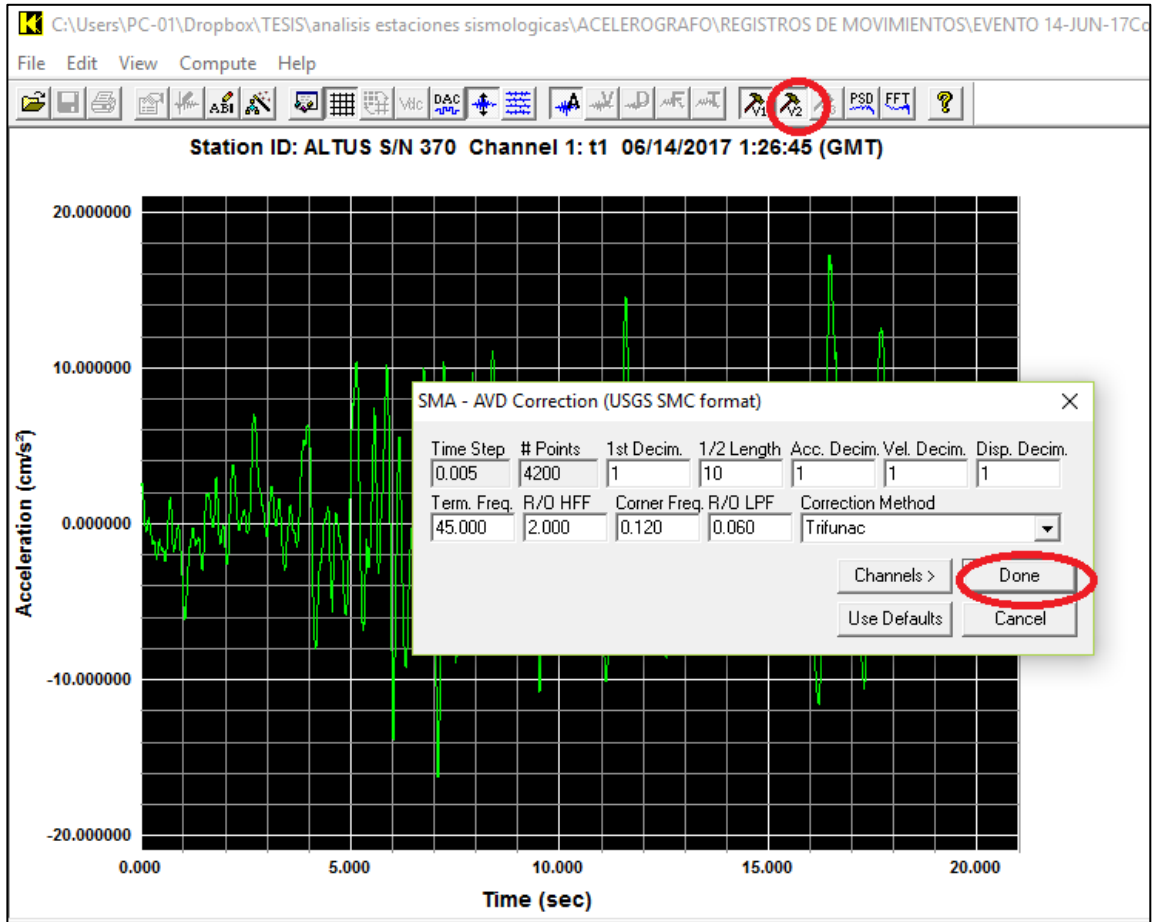 C:\Users\PC-01\Dropbox\TESIS\analisis estaciones sismologicas\ACELEROGRAFO\REGISTROS DE MOVIMIENTOS\EVENTO 14-JUN-17Co
File Edit View Compute Help
ABI Vdc DAC A V D F T V1 V2 PSD FFT ?
Station ID: ALTUS S/N 370 Channel 1: t1 06/14/2017 1:26:45 (GMT)
20.000000
10.000000
SMA - AVD Correction (USGS SMC format)
Time Step # Points 1st Decim. 1/2 Length Acc. Decim. Vel. Decim. Disp. Decim.
0.005 4200 1 10 1 1 1
Term. Freq. R/O HFF Corner Freq. R/O LPF Correction Method
45.000 2.000 0.120 0.060 Trifunac
Channels > Done
Use Defaults Cancel
Acceleration (cm/s²)
0.000000
-10.000000
-20.000000
0.000 5.000 10.000 15.000 20.000
Time (sec)